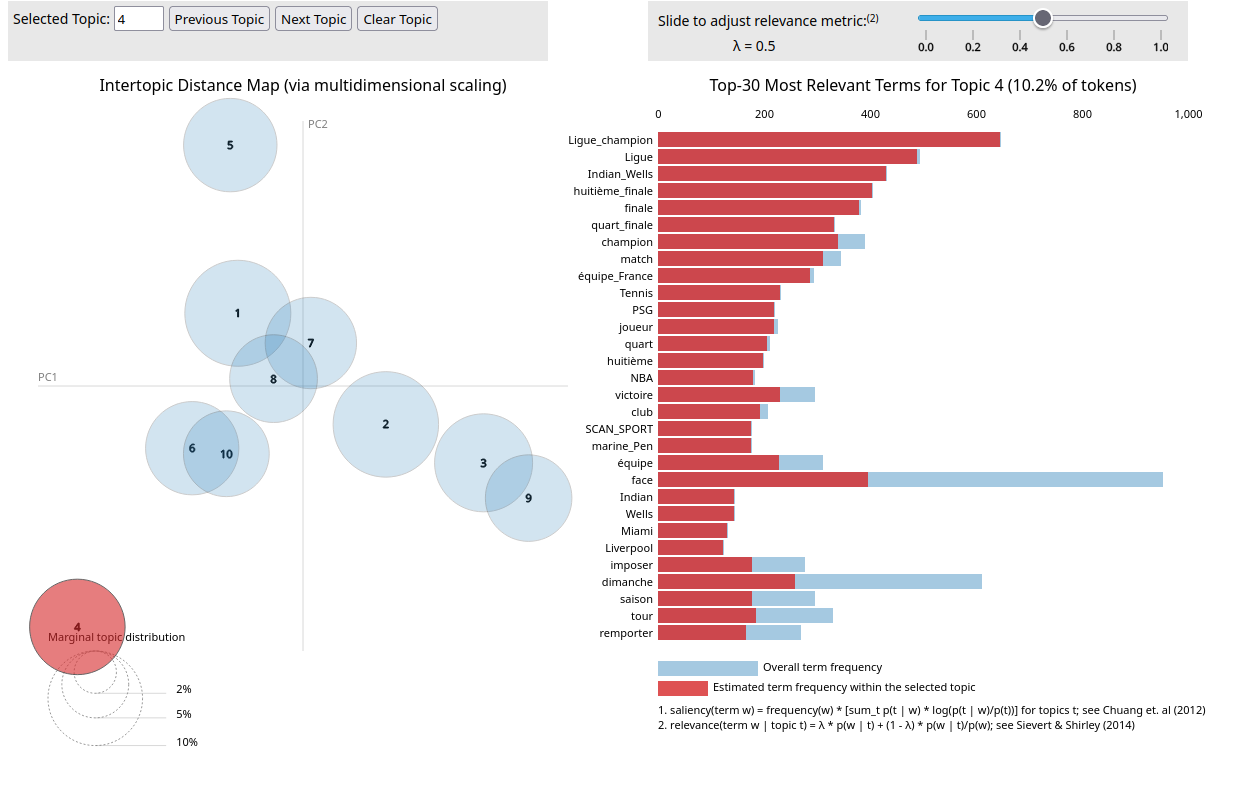 Selected Topic: 4 Previous Topic Next Topic Clear Topic
Slide to adjust relevance metric:(2)
λ = 0.5
0.0 0.2 0.4 0.6 0.8 1.0
Intertopic Distance Map (via multidimensional scaling)
PC2
PC1
5
1
7
8
2
6
10
3
9
4
Marginal topic distribution
2%
5%
10%
Top-30 Most Relevant Terms for Topic 4 (10.2% of tokens)
0 200 400 600 800 1,000
Ligue_champion
Ligue
Indian_Wells
huitième_finale
finale
quart_finale
champion
match
équipe_France
Tennis
PSG
joueur
quart
huitième
NBA
victoire
club
SCAN_SPORT
marine_Pen
équipe
face
Indian
Wells
Miami
Liverpool
imposer
dimanche
saison
tour
remporter
Overall term frequency
Estimated term frequency within the selected topic
1. saliency(term w) = frequency(w) * [sum_t p(t | w) * log(p(t | w)/p(t))] for topics t; see Chuang et. al (2012)
2. relevance(term w | topic t) = λ * p(w | t) + (1 - λ) * p(w | t)/p(w); see Sievert & Shirley (2014)